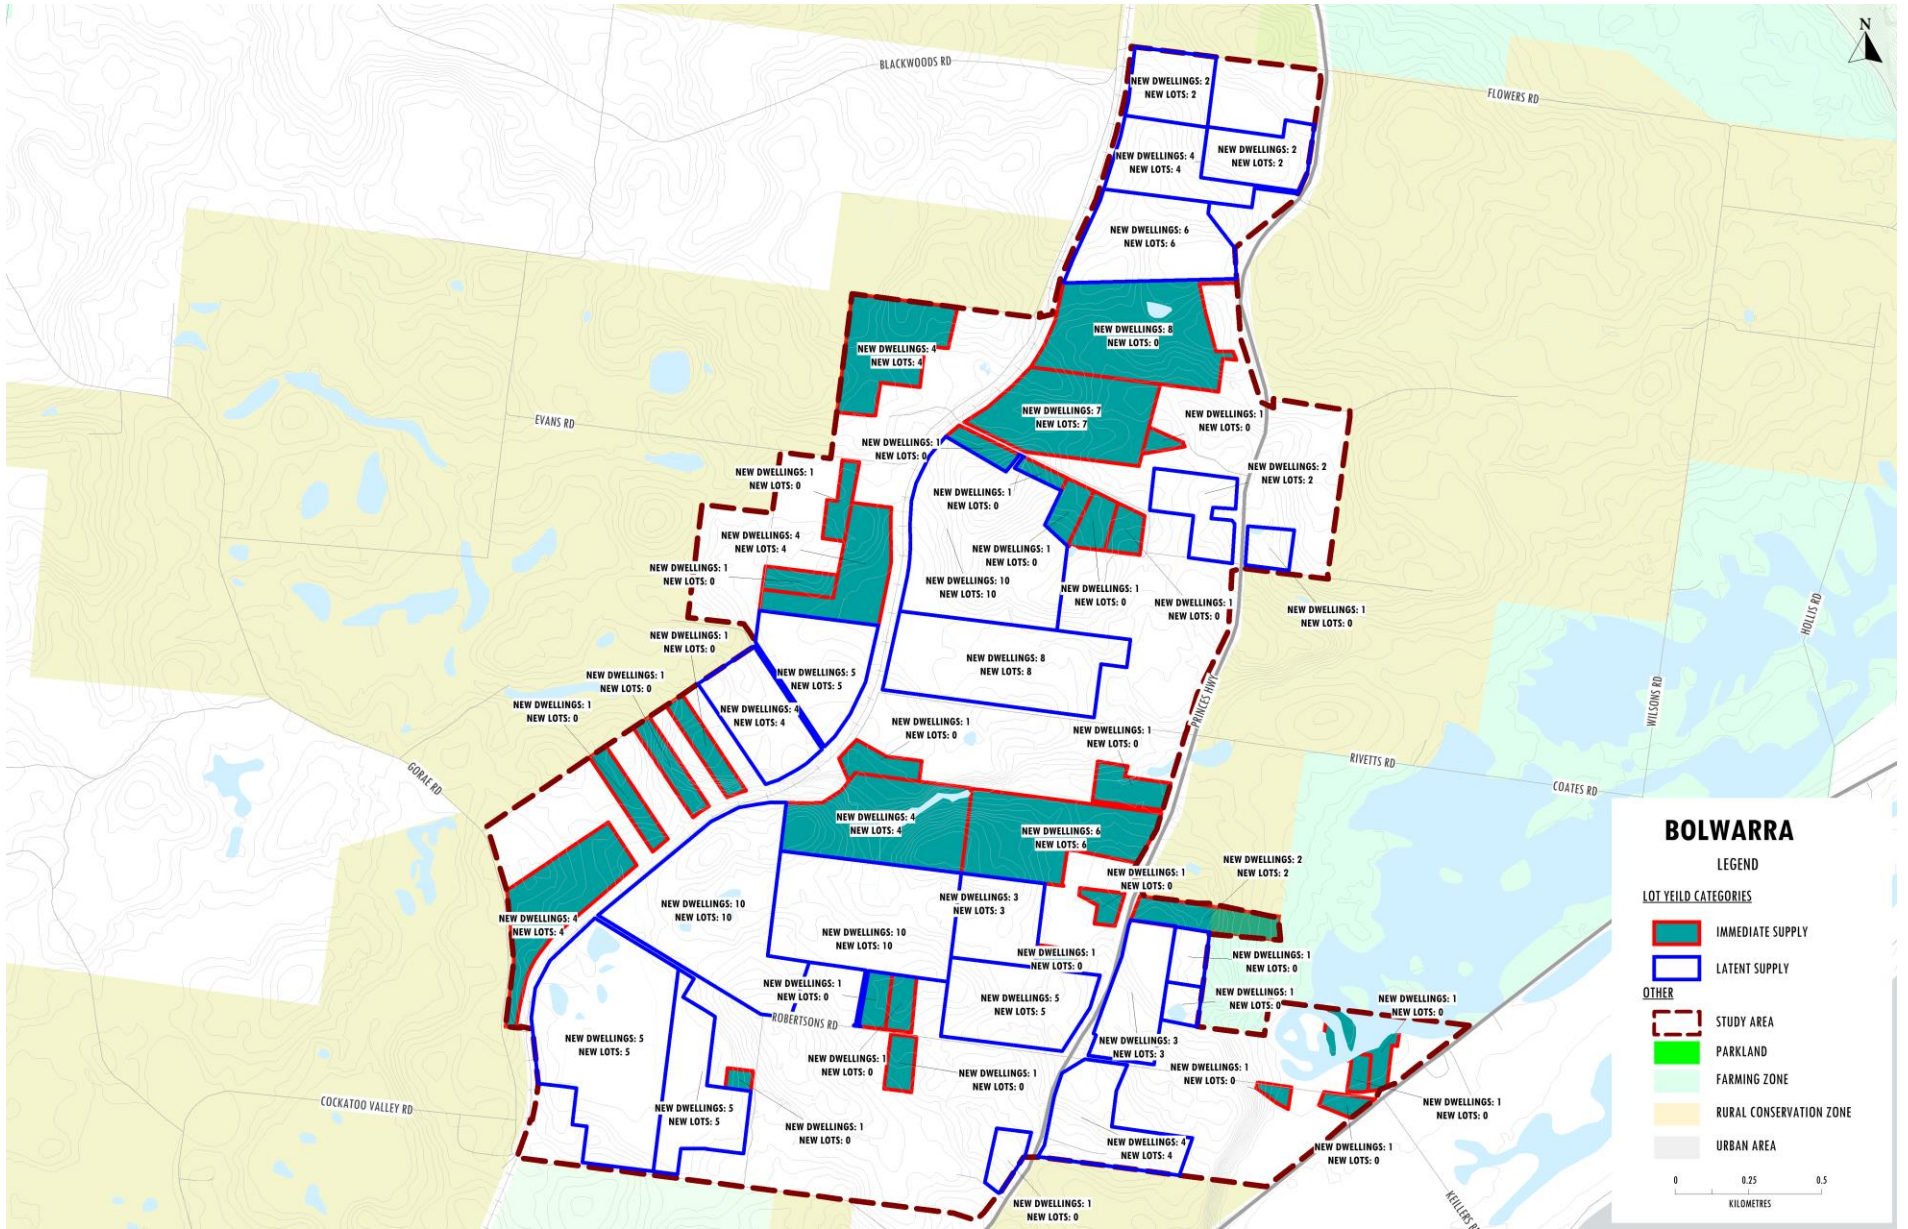 N
BLACKWOODS RD
NEW DWELLINGS: 2
NEW LOTS: 2
FLOWERS RD
NEW DWELLINGS: 4
NEW LOTS: 4
NEW DWELLINGS: 2
NEW LOTS: 2
NEW DWELLINGS: 6
NEW LOTS: 6
NEW DWELLINGS: 8
NEW LOTS: 0
NEW DWELLINGS: 4
NEW LOTS: 4
NEW DWELLINGS: 7
NEW LOTS: 7
NEW DWELLINGS: 1
NEW LOTS: 0
EVANS RD
NEW DWELLINGS: 1
NEW LOTS: 0
NEW DWELLINGS: 1
NEW LOTS: 0
NEW DWELLINGS: 2
NEW LOTS: 2
NEW DWELLINGS: 1
NEW LOTS: 0
NEW DWELLINGS: 4
NEW LOTS: 4
NEW DWELLINGS: 1
NEW LOTS: 0
NEW DWELLINGS: 1
NEW LOTS: 0
NEW DWELLINGS: 10
NEW LOTS: 10
NEW DWELLINGS: 1
NEW LOTS: 0
NEW DWELLINGS: 1
NEW LOTS: 0
NEW DWELLINGS: 1
NEW LOTS: 0
HOLLIS RD
NEW DWELLINGS: 1
NEW LOTS: 0
NEW DWELLINGS: 8
NEW LOTS: 8
NEW DWELLINGS: 1
NEW LOTS: 0
NEW DWELLINGS: 5
NEW LOTS: 5
NEW DWELLINGS: 1
NEW LOTS: 0
NEW DWELLINGS: 4
NEW LOTS: 4
PRINCES HWY
WILSONS RD
NEW DWELLINGS: 1
NEW LOTS: 0
NEW DWELLINGS: 1
NEW LOTS: 0
RIVETTS RD
COATES RD
GORAE RD
NEW DWELLINGS: 4
NEW LOTS: 4
NEW DWELLINGS: 6
NEW LOTS: 6
NEW DWELLINGS: 2
NEW LOTS: 2
NEW DWELLINGS: 1
NEW LOTS: 0
NEW DWELLINGS: 10
NEW LOTS: 10
NEW DWELLINGS: 3
NEW LOTS: 3
NEW DWELLINGS: 4
NEW LOTS: 4
NEW DWELLINGS: 10
NEW LOTS: 10
NEW DWELLINGS: 1
NEW LOTS: 0
NEW DWELLINGS: 1
NEW LOTS: 0
NEW DWELLINGS: 1
NEW LOTS: 0
NEW DWELLINGS: 5
NEW LOTS: 5
NEW DWELLINGS: 1
NEW LOTS: 0
NEW DWELLINGS: 1
NEW LOTS: 0
ROBERTSONS RD
NEW DWELLINGS: 5
NEW LOTS: 5
NEW DWELLINGS: 3
NEW LOTS: 3
NEW DWELLINGS: 1
NEW LOTS: 0
NEW DWELLINGS: 1
NEW LOTS: 0
NEW DWELLINGS: 1
NEW LOTS: 0
COCKATOO VALLEY RD
NEW DWELLINGS: 5
NEW LOTS: 5
NEW DWELLINGS: 1
NEW LOTS: 0
NEW DWELLINGS: 1
NEW LOTS: 0
NEW DWELLINGS: 4
NEW LOTS: 4
NEW DWELLINGS: 1
NEW LOTS: 0
NEW DWELLINGS: 1
NEW LOTS: 0
BOLWARRA
LEGEND
LOT YEILD CATEGORIES
IMMEDIATE SUPPLY
LATENT SUPPLY
OTHER
STUDY AREA
PARKLAND
FARMING ZONE
RURAL CONSERVATION ZONE
URBAN AREA
0 0.25 0.5
KILOMETRES